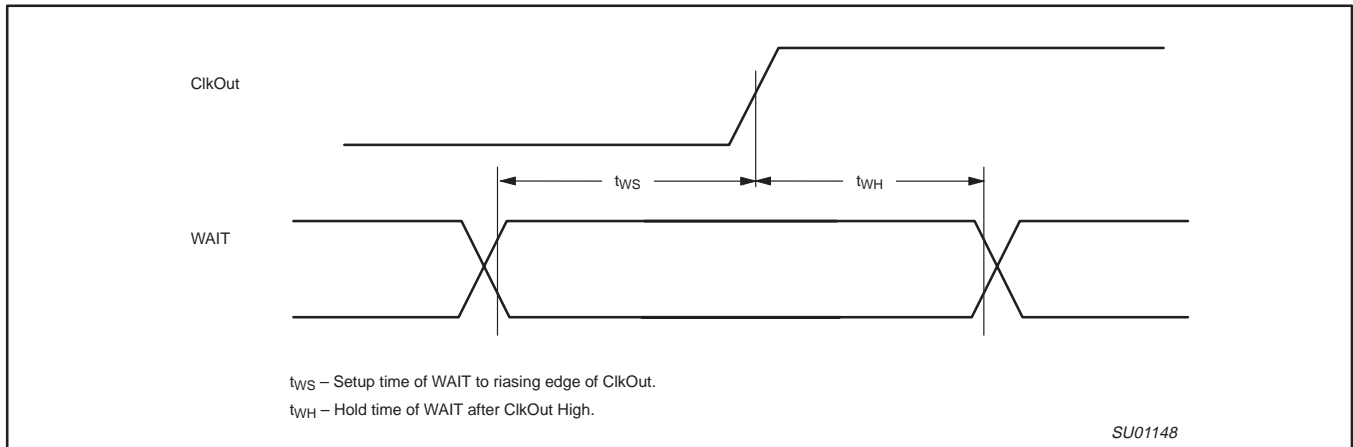 ClkOut
tWS
tWH
WAIT
tWS – Setup time of WAIT to riasing edge of ClkOut.
tWH – Hold time of WAIT after ClkOut High.
SU01148